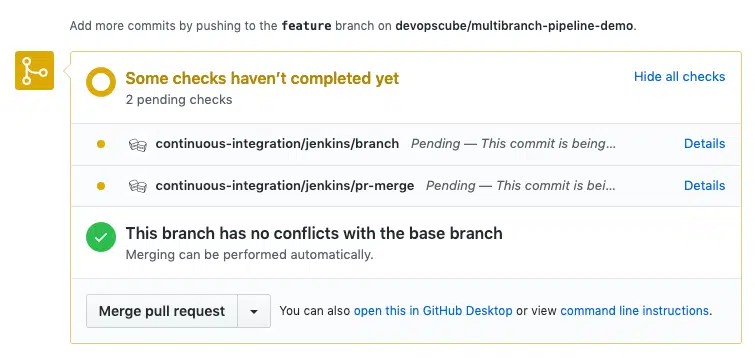 Add more commits by pushing to the feature branch on devopscube/multibranch-pipeline-demo.
Some checks haven’t completed yet
Hide all checks
2 pending checks
continuous-integration/jenkins/branch Pending — This commit is being... Details
continuous-integration/jenkins/pr-merge Pending — This commit is bei... Details
This branch has no conflicts with the base branch
Merging can be performed automatically.
Merge pull request You can also open this in GitHub Desktop or view command line instructions.